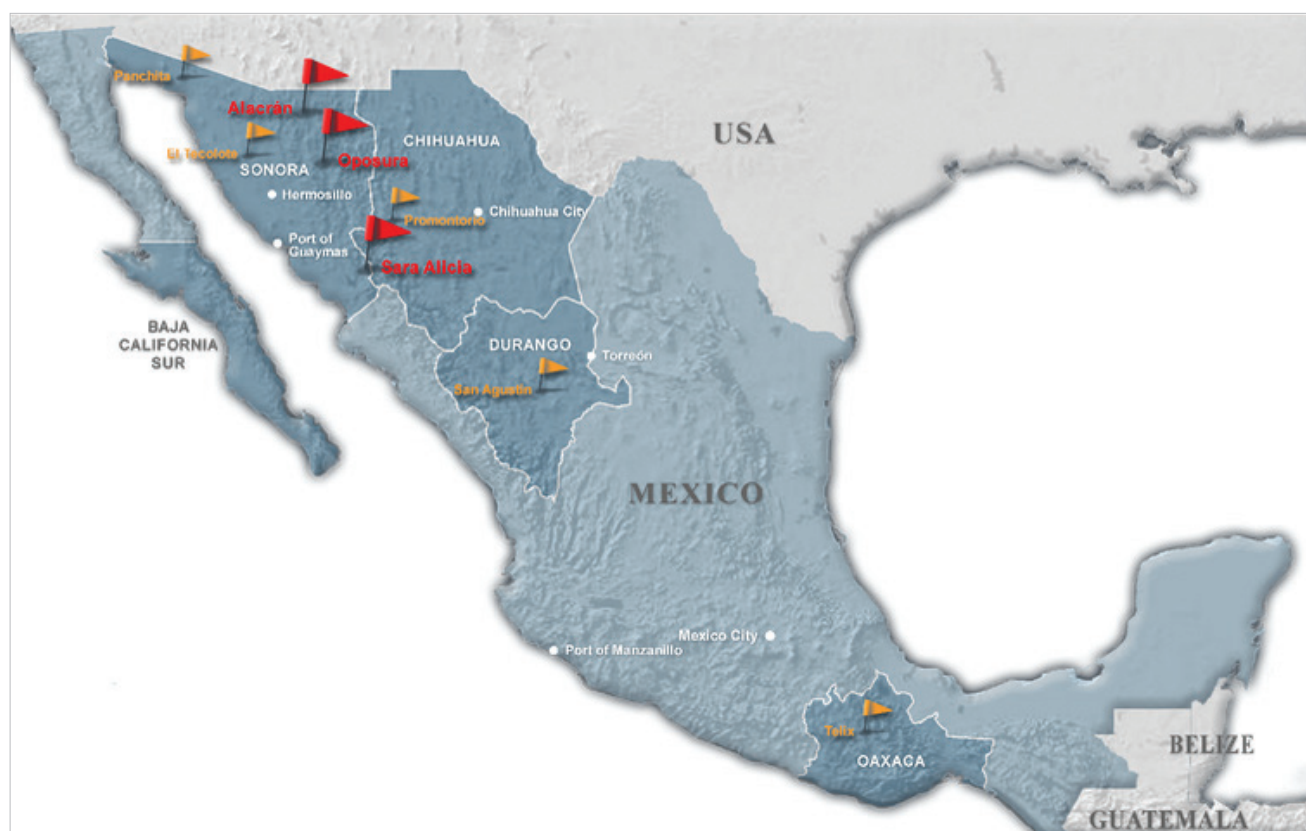 Panchita
Alacrán
CHIHUAHUA
USA
El Tecolote
Oposura
SONORA
Hermosillo
Promontorio
Chihuahua City
Port of
Guaymas
Sara Alicia
BAJA
CALIFORNIA
SUR
DURANGO
Torreón
San Agustin
MEXICO
Mexico City
Port of Manzanillo
Telix
OAXACA
BELIZE
GUATEMALA